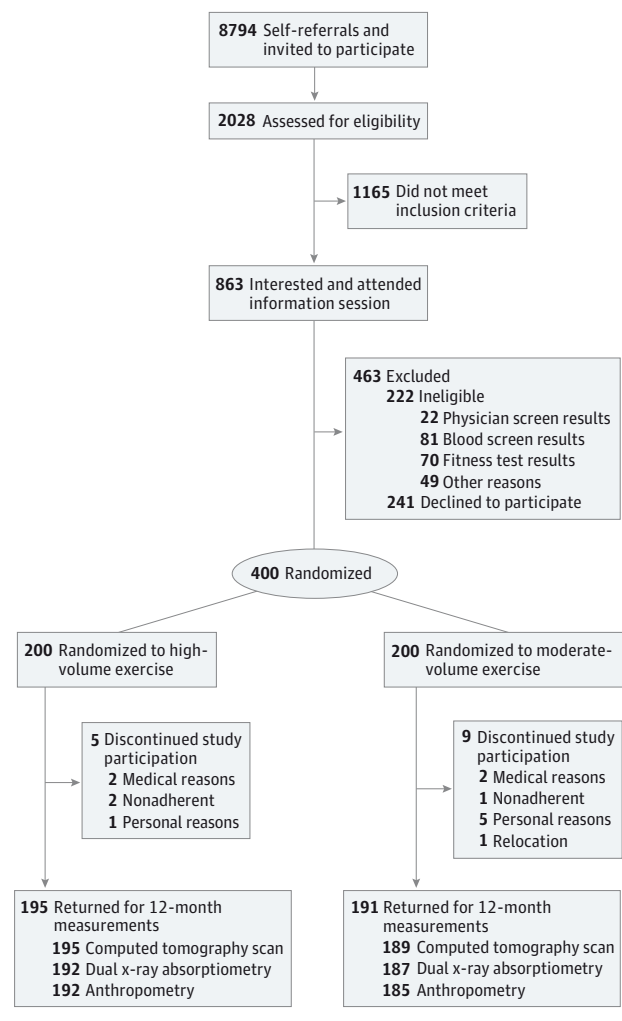 8794 Self-referrals and
invited to participate
2028 Assessed for eligibility
1165 Did not meet
inclusion criteria
863 Interested and attended
information session
463 Excluded
222 Ineligible
22 Physician screen results
81 Blood screen results
70 Fitness test results
49 Other reasons
241 Declined to participate
400 Randomized
200 Randomized to high-
volume exercise
200 Randomized to moderate-
volume exercise
5 Discontinued study
participation
2 Medical reasons
2 Nonadherent
1 Personal reasons
9 Discontinued study
participation
2 Medical reasons
1 Nonadherent
5 Personal reasons
1 Relocation
195 Returned for 12-month
measurements
195 Computed tomography scan
192 Dual x-ray absorptiometry
192 Anthropometry
191 Returned for 12-month
measurements
189 Computed tomography scan
187 Dual x-ray absorptiometry
185 Anthropometry